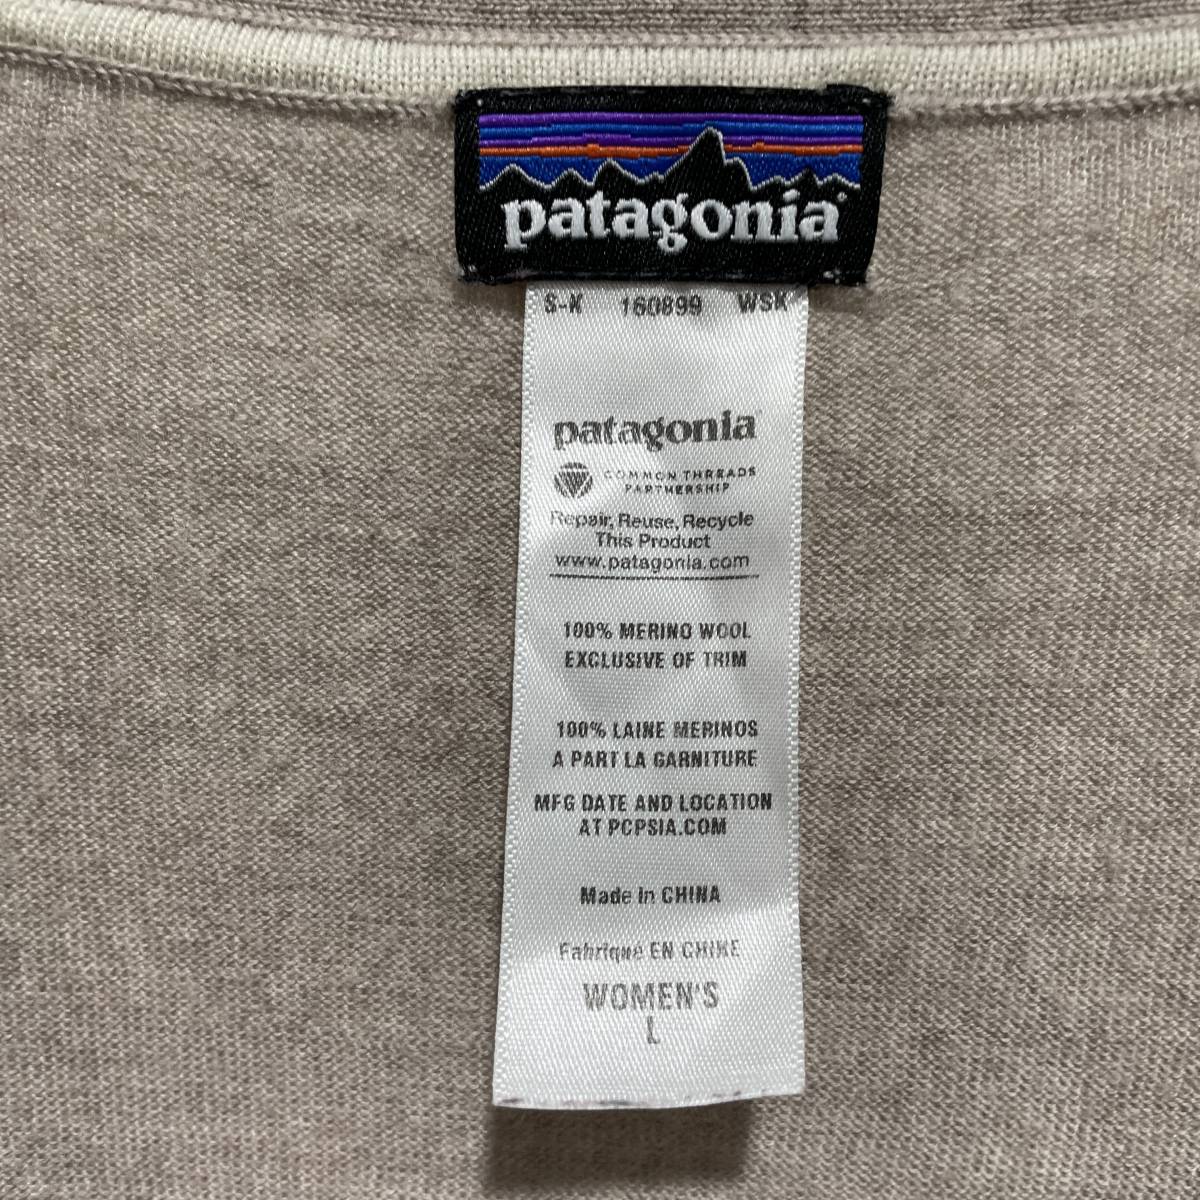 patagonia
S-X 160899 WSK
patagonia
COMMON THREADS
PARTNERSHIP
Repair, Reuse, Recycle
This Product
www.patagonia.com
100% MERINO WOOL
EXCLUSIVE OF TRIM
100% LAINE MERINOS
A PART LA GARNITURE
MFG DATE AND LOCATION
AT PCPSIA.COM
Made in CHINA
Fabrique EN CHINE
WOMEN'S
L